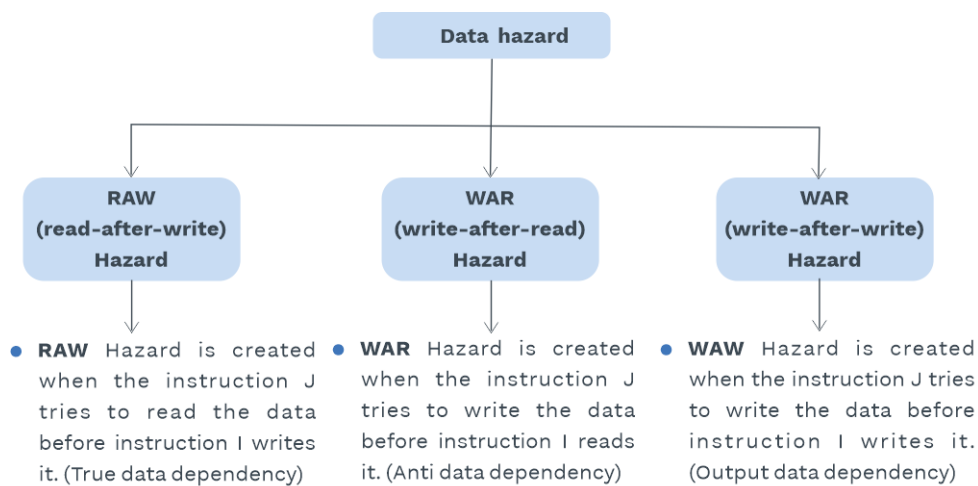 Data hazard
RAW
(read-after-write)
Hazard
WAR
(write-after-read)
Hazard
WAR
(write-after-write)
Hazard
RAW Hazard is created
when the instruction J
tries to read the data
before instruction I writes
it. (True data dependency)
WAR Hazard is created
when the instruction J
tries to write the data
before instruction I reads
it. (Anti data dependency)
WAW Hazard is created
when the instruction J tries
to write the data before
instruction I writes it.
(Output data dependency)